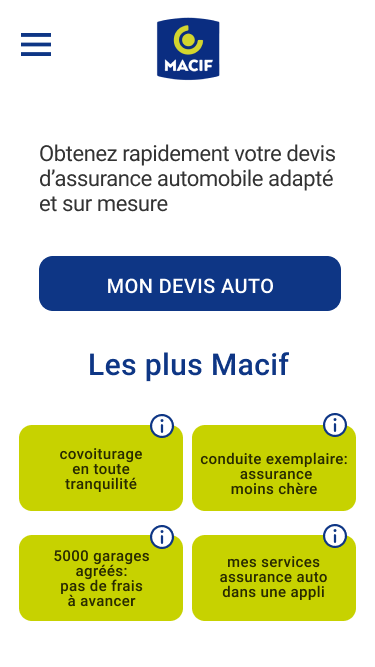 MACIF
Obtenez rapidement votre devis
d’assurance automobile adapté
et sur mesure
MON DEVIS AUTO
Les plus Macif
covoiturage
en toute
tranquilité
conduite exemplaire:
assurance
moins chère
5000 garages
agréés:
pas de frais
à avancer
mes services
assurance auto
dans une appli